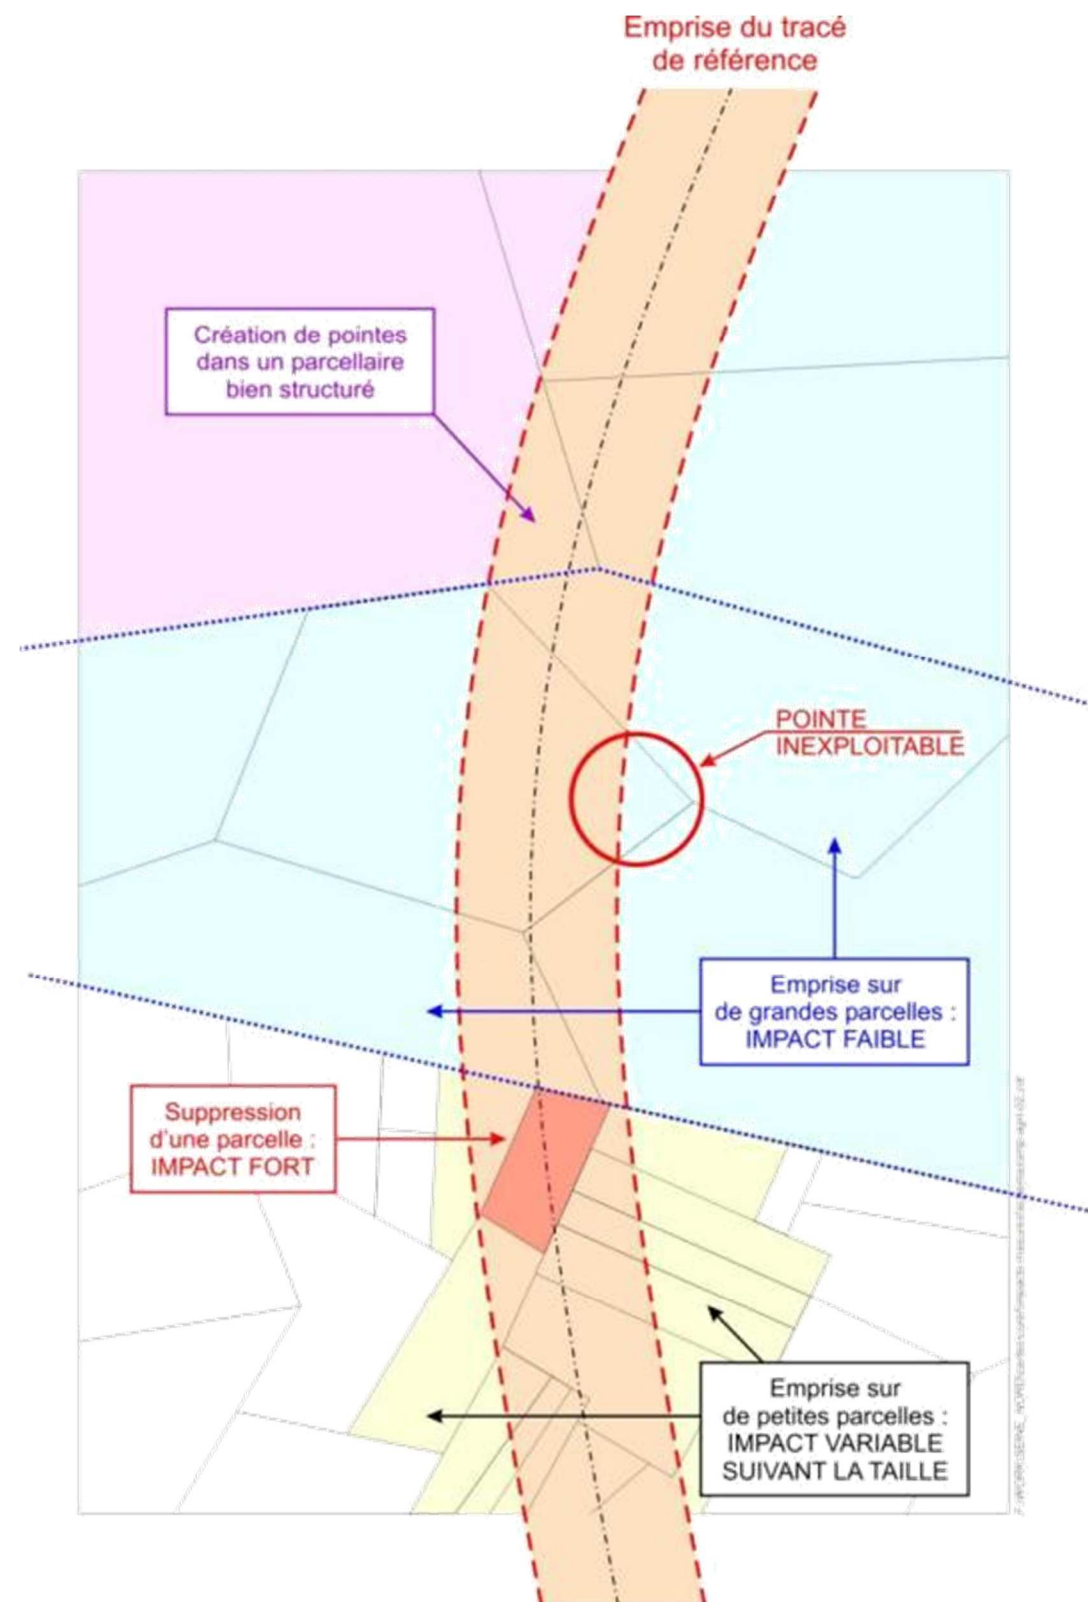 Emprise du tracé
de référence
Création de pointes
dans un parcellaire
bien structuré
POINTE
INEXPLOITABLE
Emprise sur
de grandes parcelles :
IMPACT FAIBLE
Suppression
d'une parcelle :
IMPACT FORT
Emprise sur
de petites parcelles :
IMPACT VARIABLE
SUIVANT LA TAILLE